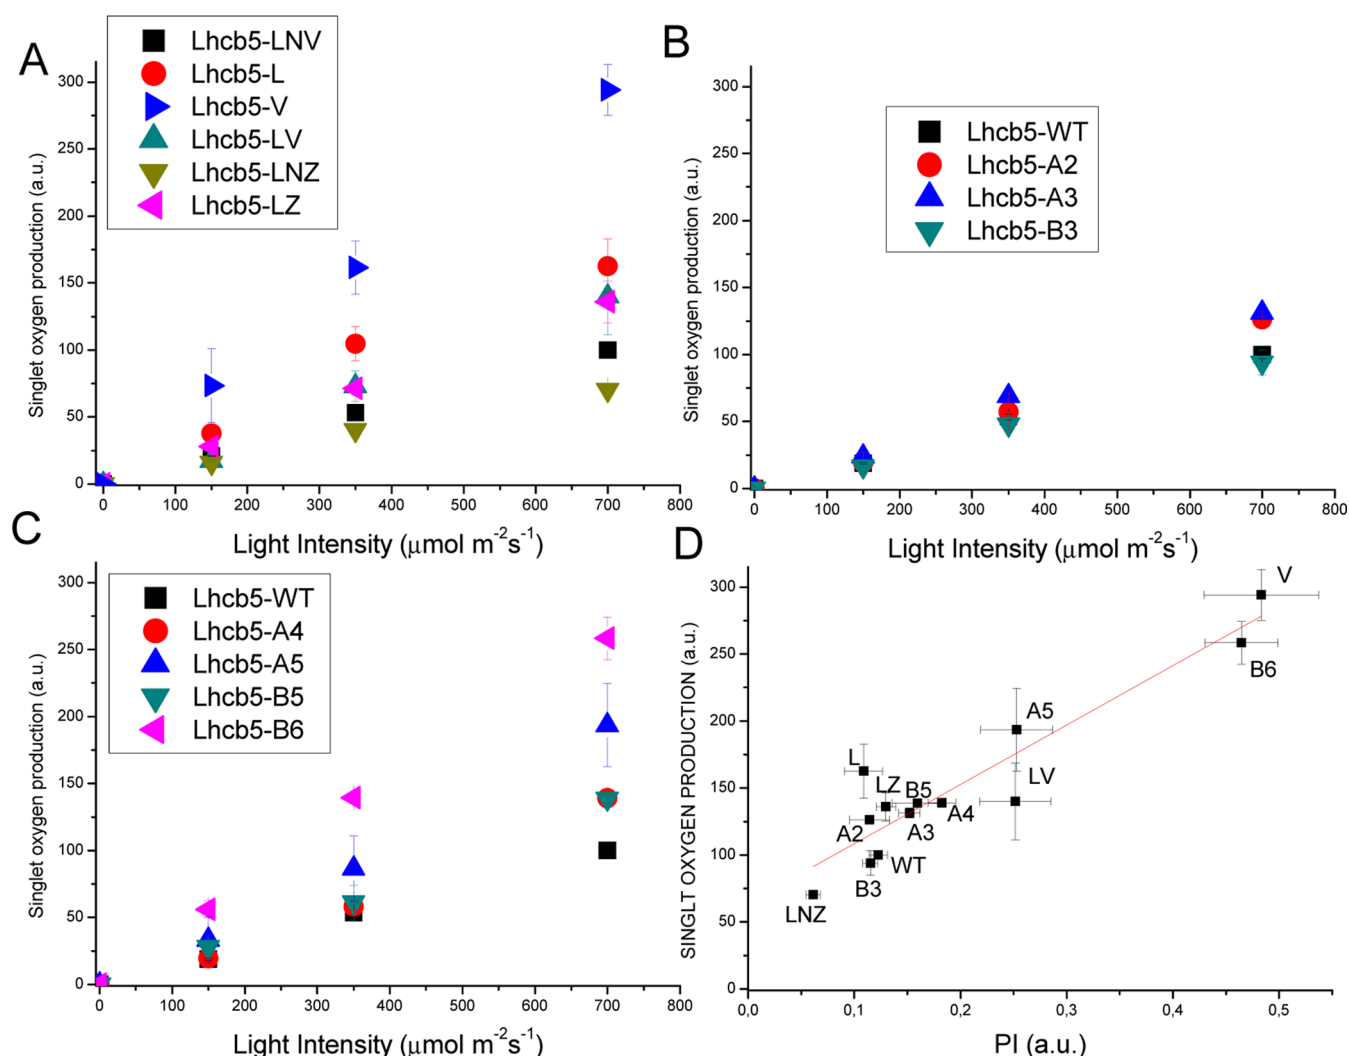 A
Lhcb5-LNV
Lhcb5-L
Lhcb5-V
Lhcb5-LV
Lhcb5-LNZ
Lhcb5-LZ
Singlet oxygen production (a.u.)
300
250
200
150
100
50
0
0 100 200 300 400 500 600 700 800
Light Intensity (μmol m⁻²s⁻¹)
B
Lhcb5-WT
Lhcb5-A2
Lhcb5-A3
Lhcb5-B3
Singlet oxygen production (a.u.)
300
250
200
150
100
50
0
0 100 200 300 400 500 600 700 800
Light Intensity (μmol m⁻²s⁻¹)
C
Lhcb5-WT
Lhcb5-A4
Lhcb5-A5
Lhcb5-B5
Lhcb5-B6
Singlet oxygen production (a.u.)
300
250
200
150
100
50
0
0 100 200 300 400 500 600 700 800
Light Intensity (μmol m⁻²s⁻¹)
D
SINGLT OXYGEN PRODUCTION (a.u.)
300
250
200
150
100
50
0
V
B6
A5
L
LZ
B5
LV
A2
A3
A4
WT
B3
LNZ
0,0 0,1 0,2 0,3 0,4 0,5
PI (a.u.)